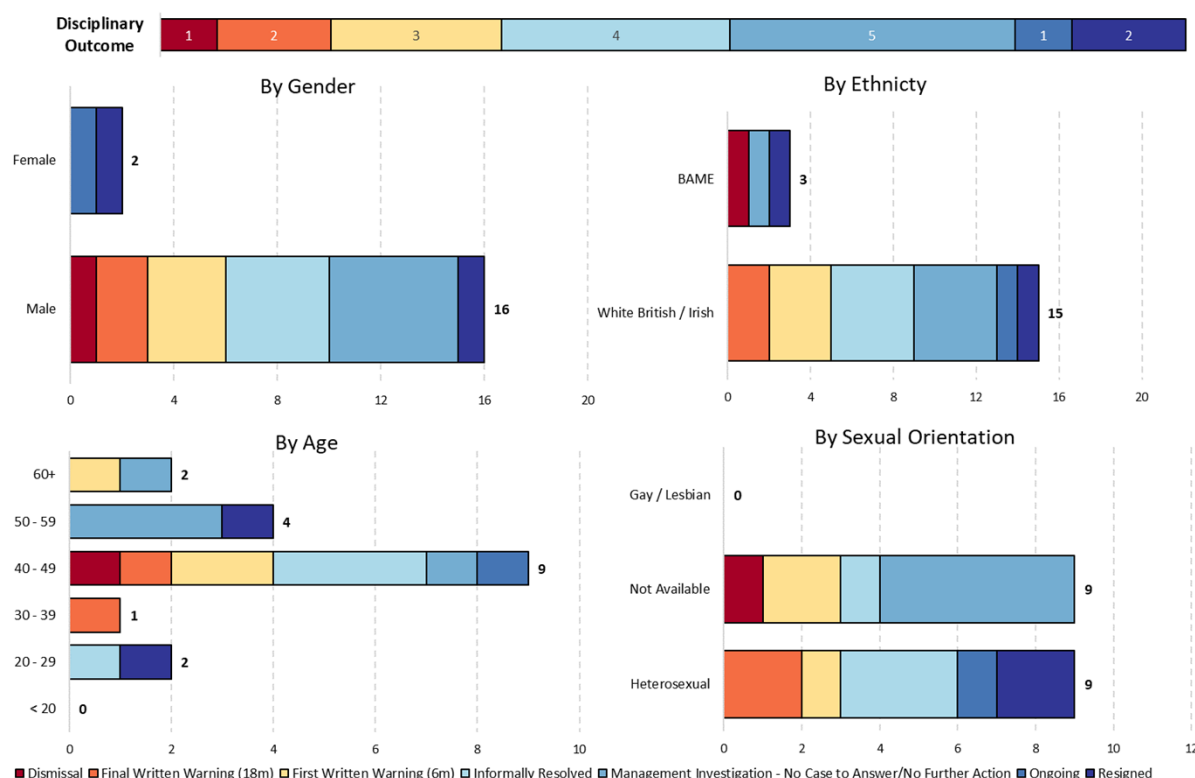 Disciplinary
Outcome
1 2 3 4 5 1 2
By Gender
Female 2
Male 16
0 4 8 12 16 20
By Ethnicty
BAME 3
White British / Irish 15
0 4 8 12 16 20
By Age
60+ 2
50 - 59 4
40 - 49 9
30 - 39 1
20 - 29 2
< 20 0
0 2 4 6 8 10
By Sexual Orientation
Gay / Lesbian 0
Not Available 9
Heterosexual 9
0 2 4 6 8 10 12
Dismissal Final Written Warning (18m) First Written Warning (6m) Informally Resolved Management Investigation - No Case to Answer/No Further Action Ongoing Resigned